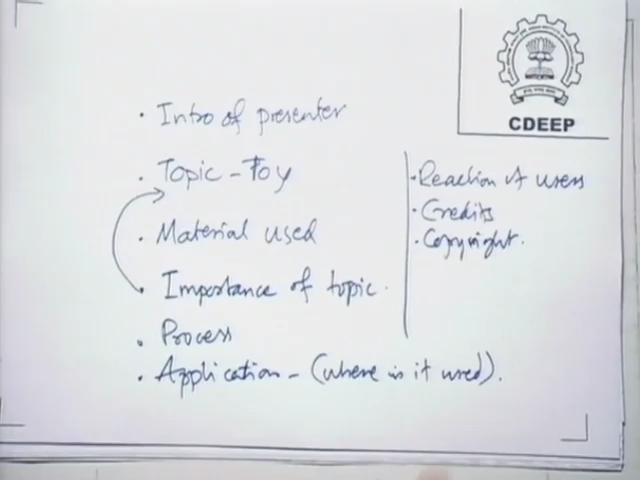 CDEEP
· Intro of presenter
· Topic - Toy
· Material used
· Importance of topic.
· Process
· Application - (where is it used).
· Reaction of users
· Credits
· Copyright.